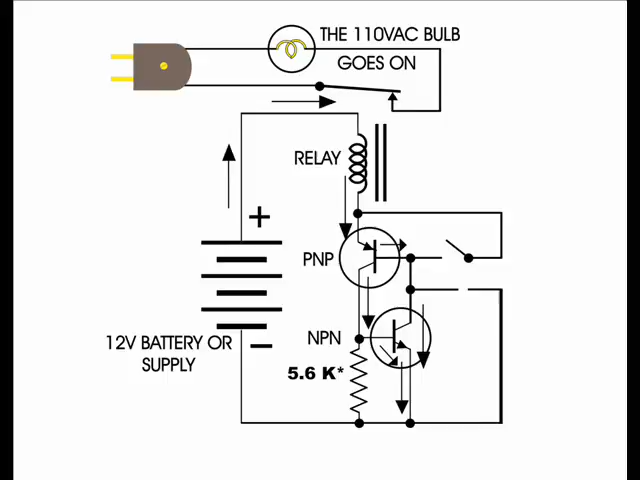 THE 110VAC BULB
GOES ON
RELAY
+
PNP
NPN
12V BATTERY OR
SUPPLY
−
5.6 K*